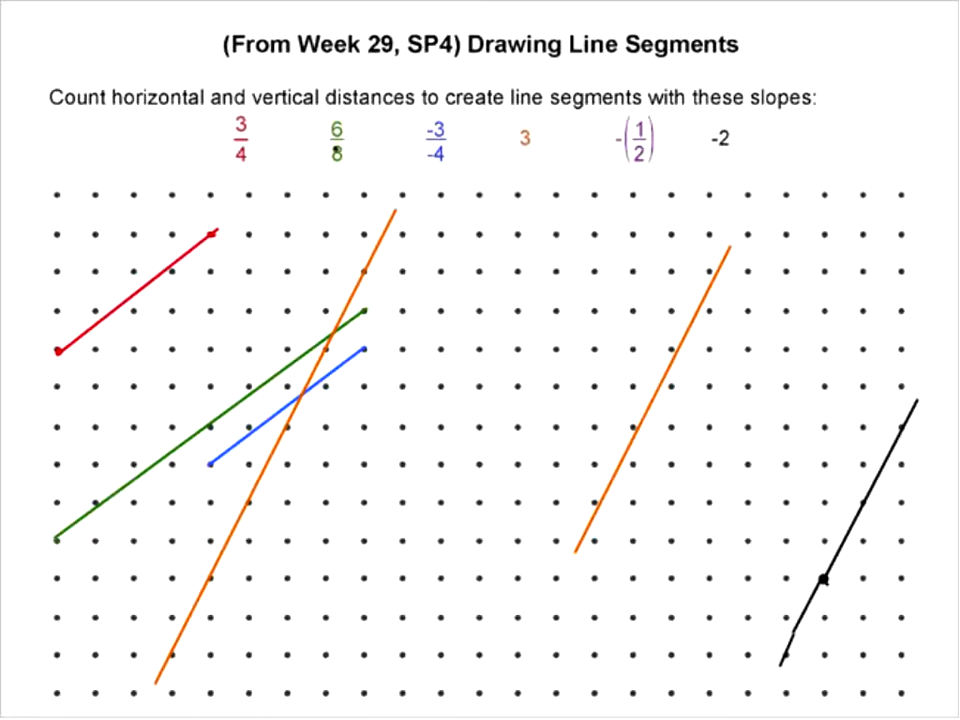 (From Week 29, SP4) Drawing Line Segments
Count horizontal and vertical distances to create line segments with these slopes:
3/4 6/8 -3/-4 3 -(1/2) -2